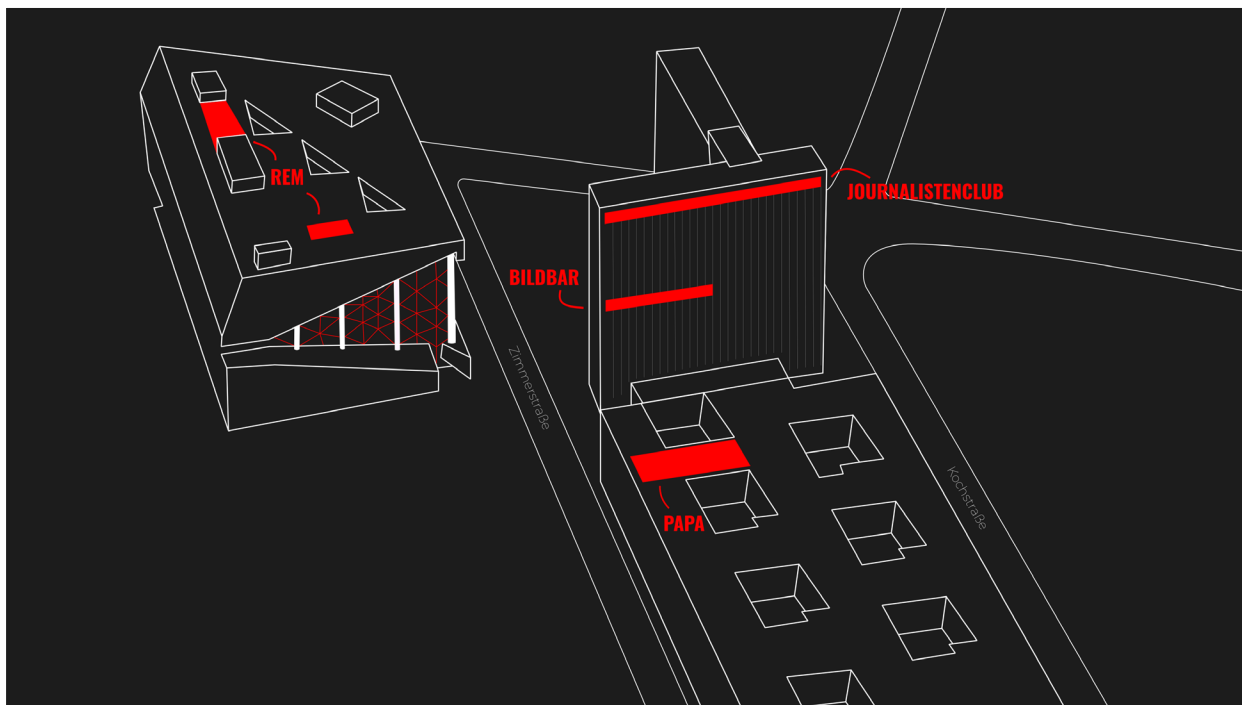 REM
JOURNALISTENCLUB
BILDBAR
Zimmerstraße
Kochstraße
PAPA